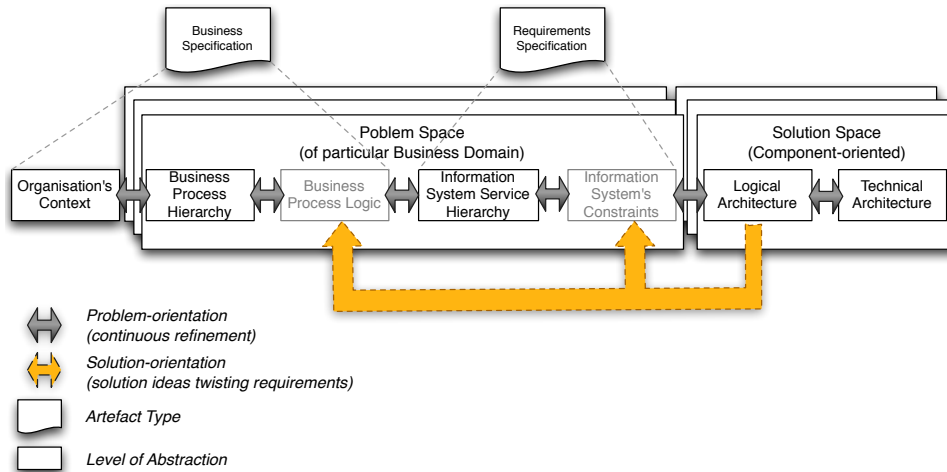 Business
Specification
Requirements
Specification
Poblem Space
(of particular Business Domain)
Solution Space
(Component-oriented)
Organisation's
Context
Business
Process
Hierarchy
Business
Process Logic
Information
System Service
Hierarchy
Information
System's
Constraints
Logical
Architecture
Technical
Architecture
Problem-orientation
(continuous refinement)
Solution-orientation
(solution ideas twisting requirements)
Artefact Type
Level of Abstraction